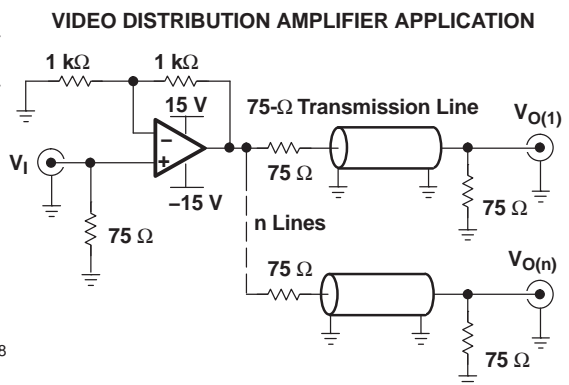 VIDEO DISTRIBUTION AMPLIFIER APPLICATION
1 kΩ
1 kΩ
15 V
75-Ω Transmission Line
VO(1)
VI
−
+
75 Ω
−15 V
75 Ω
75 Ω
n Lines
75 Ω
VO(n)
75 Ω
8